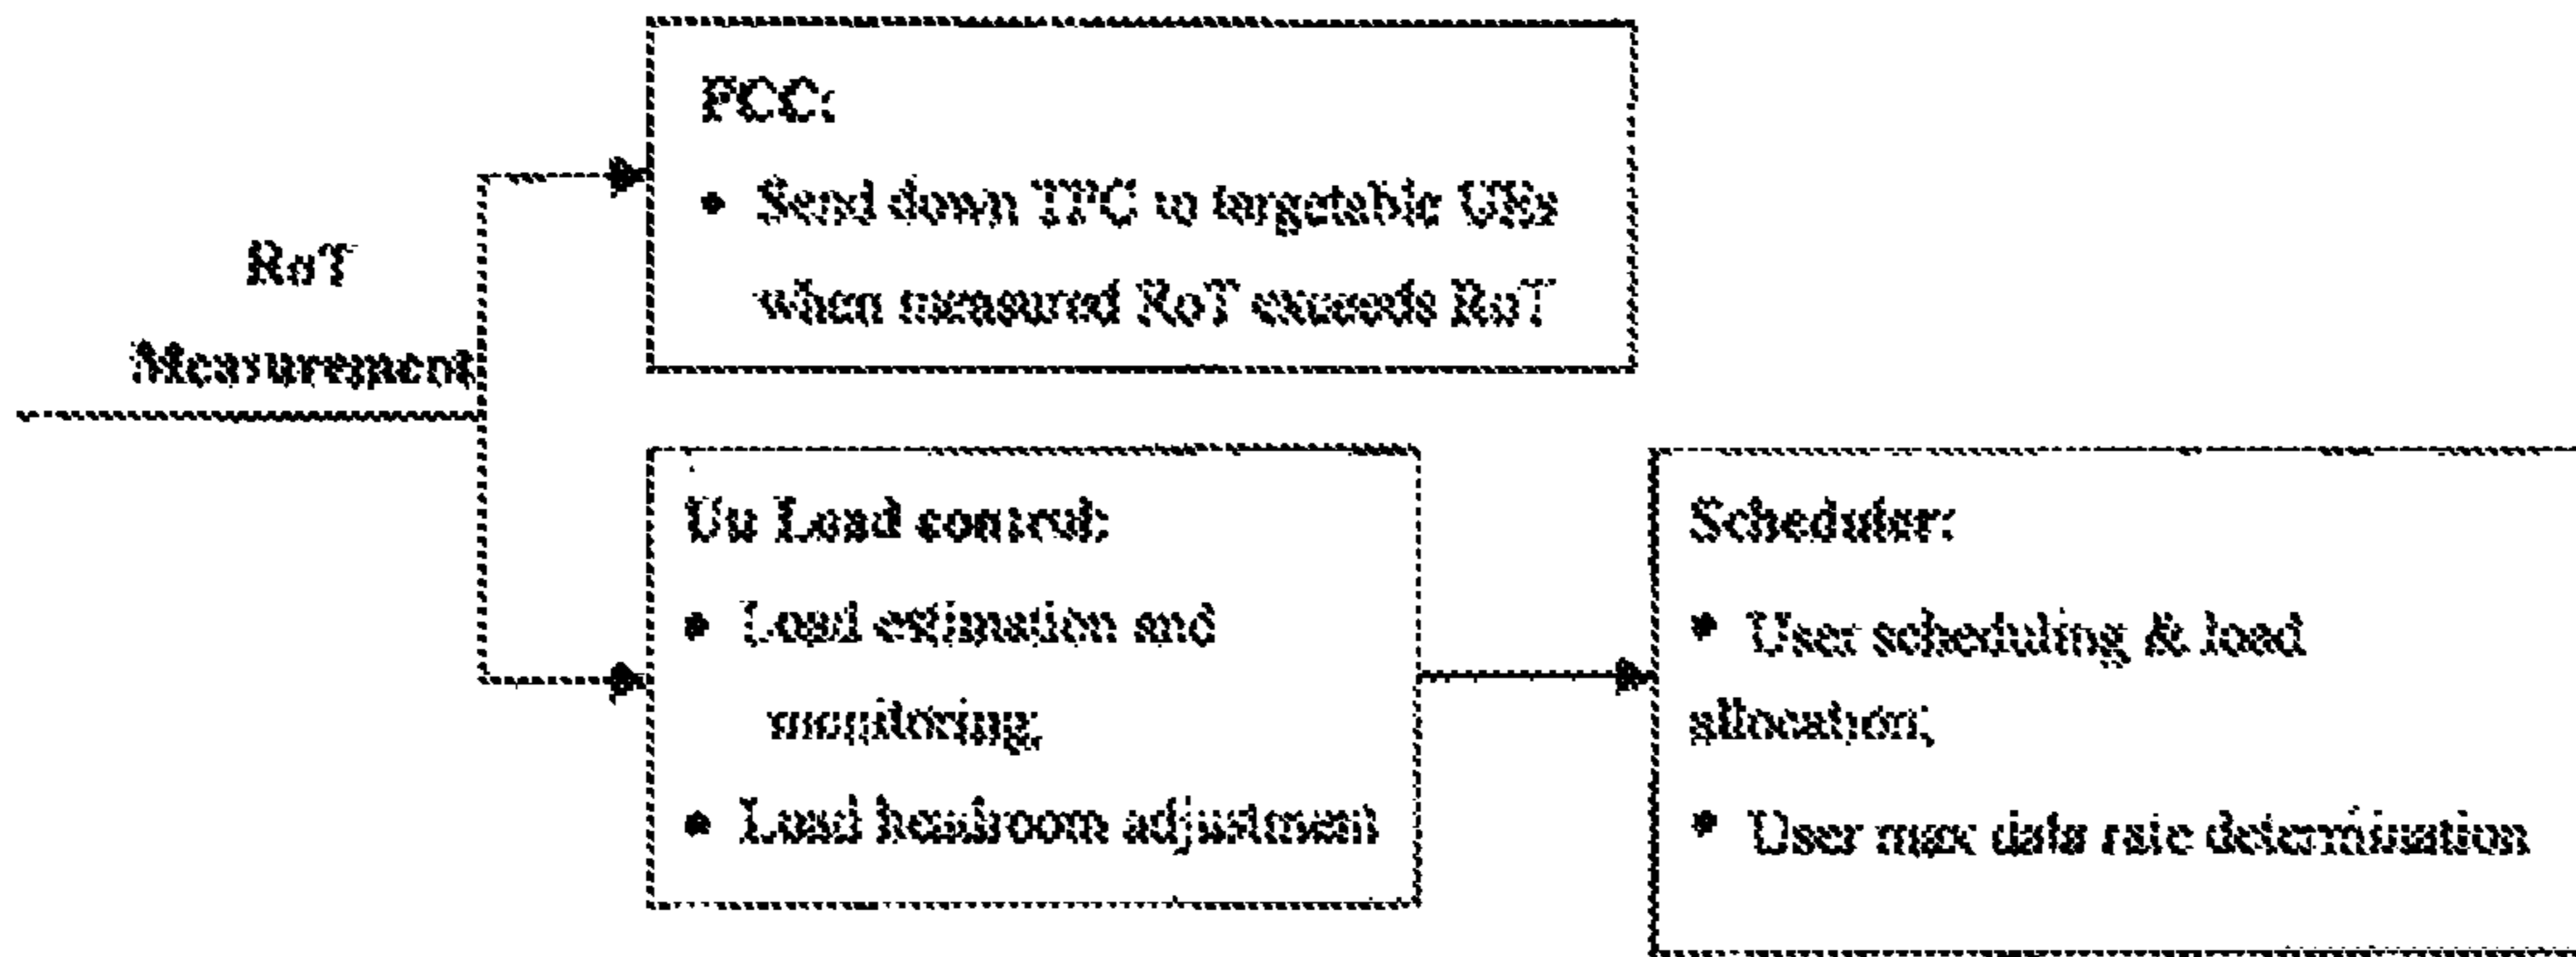 RoT
Measurement
FCC:
• Send down TPC to targetable UEs
when measured RoT exceeds RoT
Uu Load control:
• Load estimation and
monitoring;
• Load headroom adjustment
Scheduler:
• User scheduling & load
allocation;
• User max data rate determination